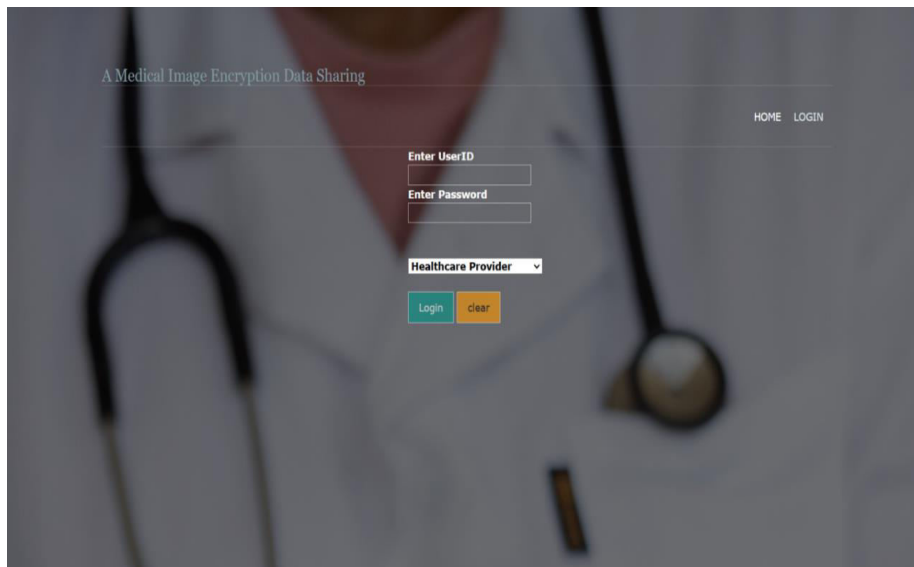 A Medical Image Encryption Data Sharing
HOME LOGIN
Enter UserID
Enter Password
Healthcare Provider
Login clear